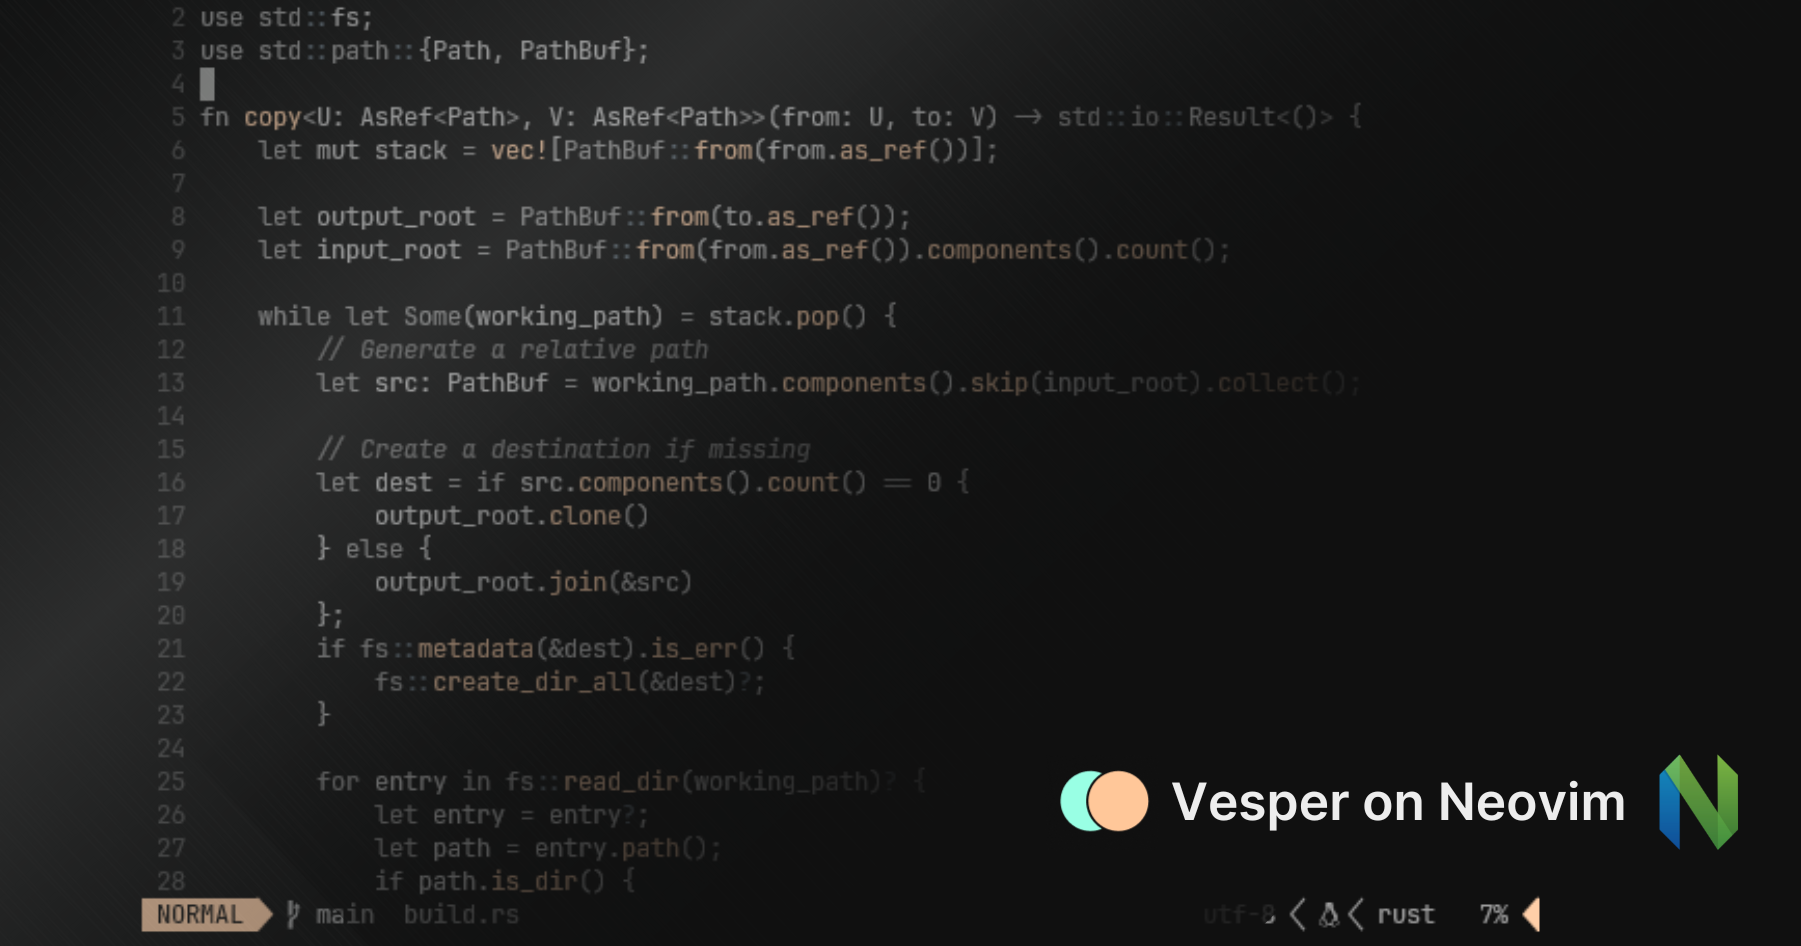 2 use std::fs;
3 use std::path::{Path, PathBuf};
4
5 fn copy<U: AsRef<Path>, V: AsRef<Path>>(from: U, to: V) -> std::io::Result<()> {
6     let mut stack = vec![PathBuf::from(from.as_ref())];
7
8     let output_root = PathBuf::from(to.as_ref());
9     let input_root = PathBuf::from(from.as_ref()).components().count();
10
11     while let Some(working_path) = stack.pop() {
12         // Generate a relative path
13         let src: PathBuf = working_path.components().skip(input_root).collect();
14
15         // Create a destination if missing
16         let dest = if src.components().count() == 0 {
17             output_root.clone()
18         } else {
19             output_root.join(&src)
20         };
21         if fs::metadata(&dest).is_err() {
22             fs::create_dir_all(&dest)?;
23         }
24
25         for entry in fs::read_dir(working_path)? {
26             let entry = entry?;
27             let path = entry.path();
28             if path.is_dir() {
Vesper on Neovim
NORMAL main build.rs utf-8 rust 7%